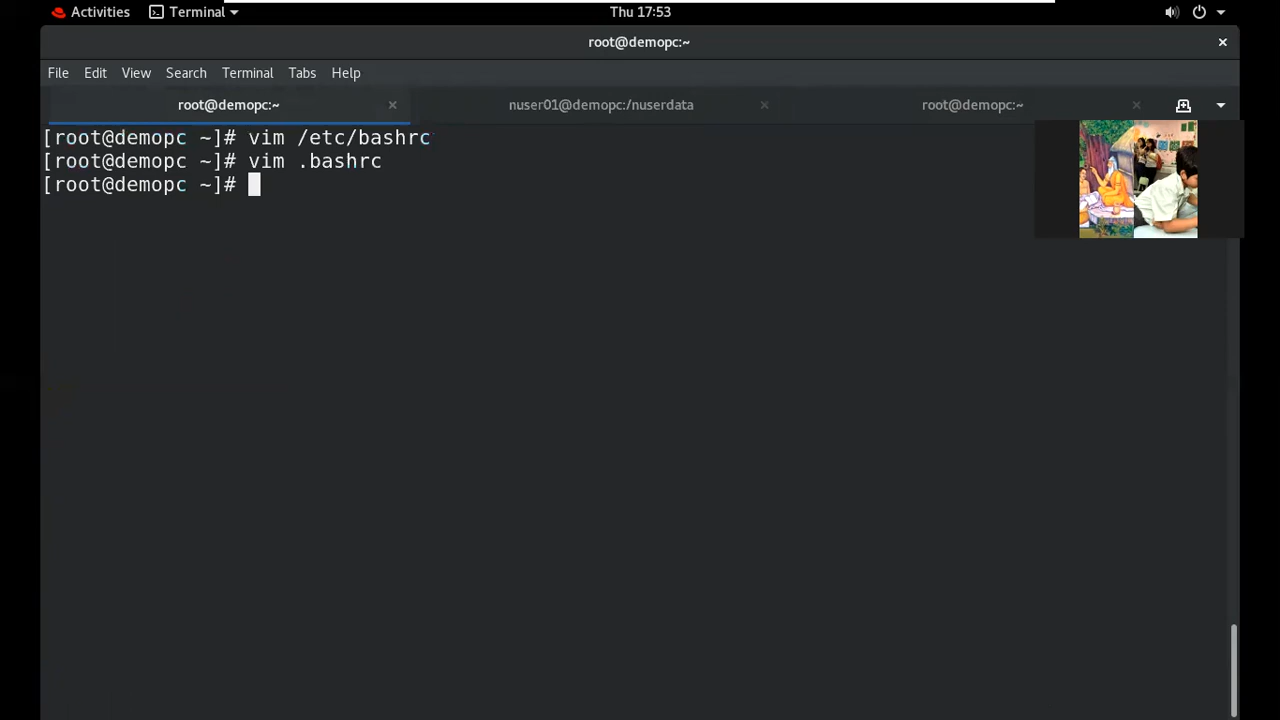 Activities Terminal Thu 17:53
root@demopc:~
File Edit View Search Terminal Tabs Help
root@demopc:~ nuser01@demopc:/nuserdata root@demopc:~
[root@demopc ~]# vim /etc/bashrc
[root@demopc ~]# vim .bashrc
[root@demopc ~]#